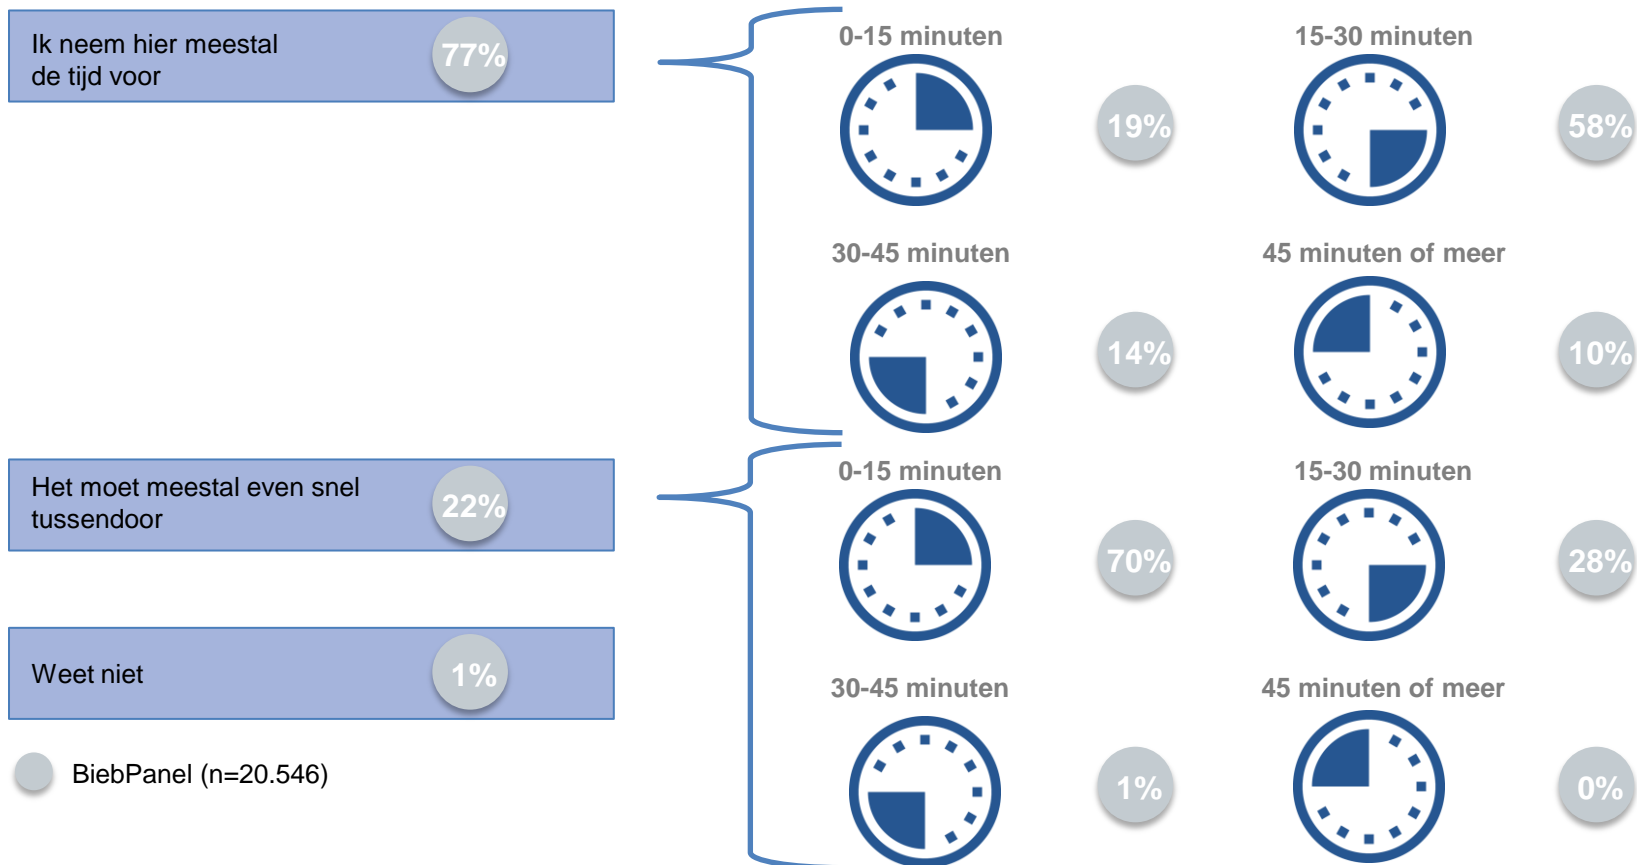 Ik neem hier meestal
de tijd voor
77%
0-15 minuten
19%
15-30 minuten
58%
30-45 minuten
14%
45 minuten of meer
10%
Het moet meestal even snel
tussendoor
22%
0-15 minuten
70%
15-30 minuten
28%
30-45 minuten
1%
45 minuten of meer
0%
Weet niet
1%
BiebPanel (n=20.546)